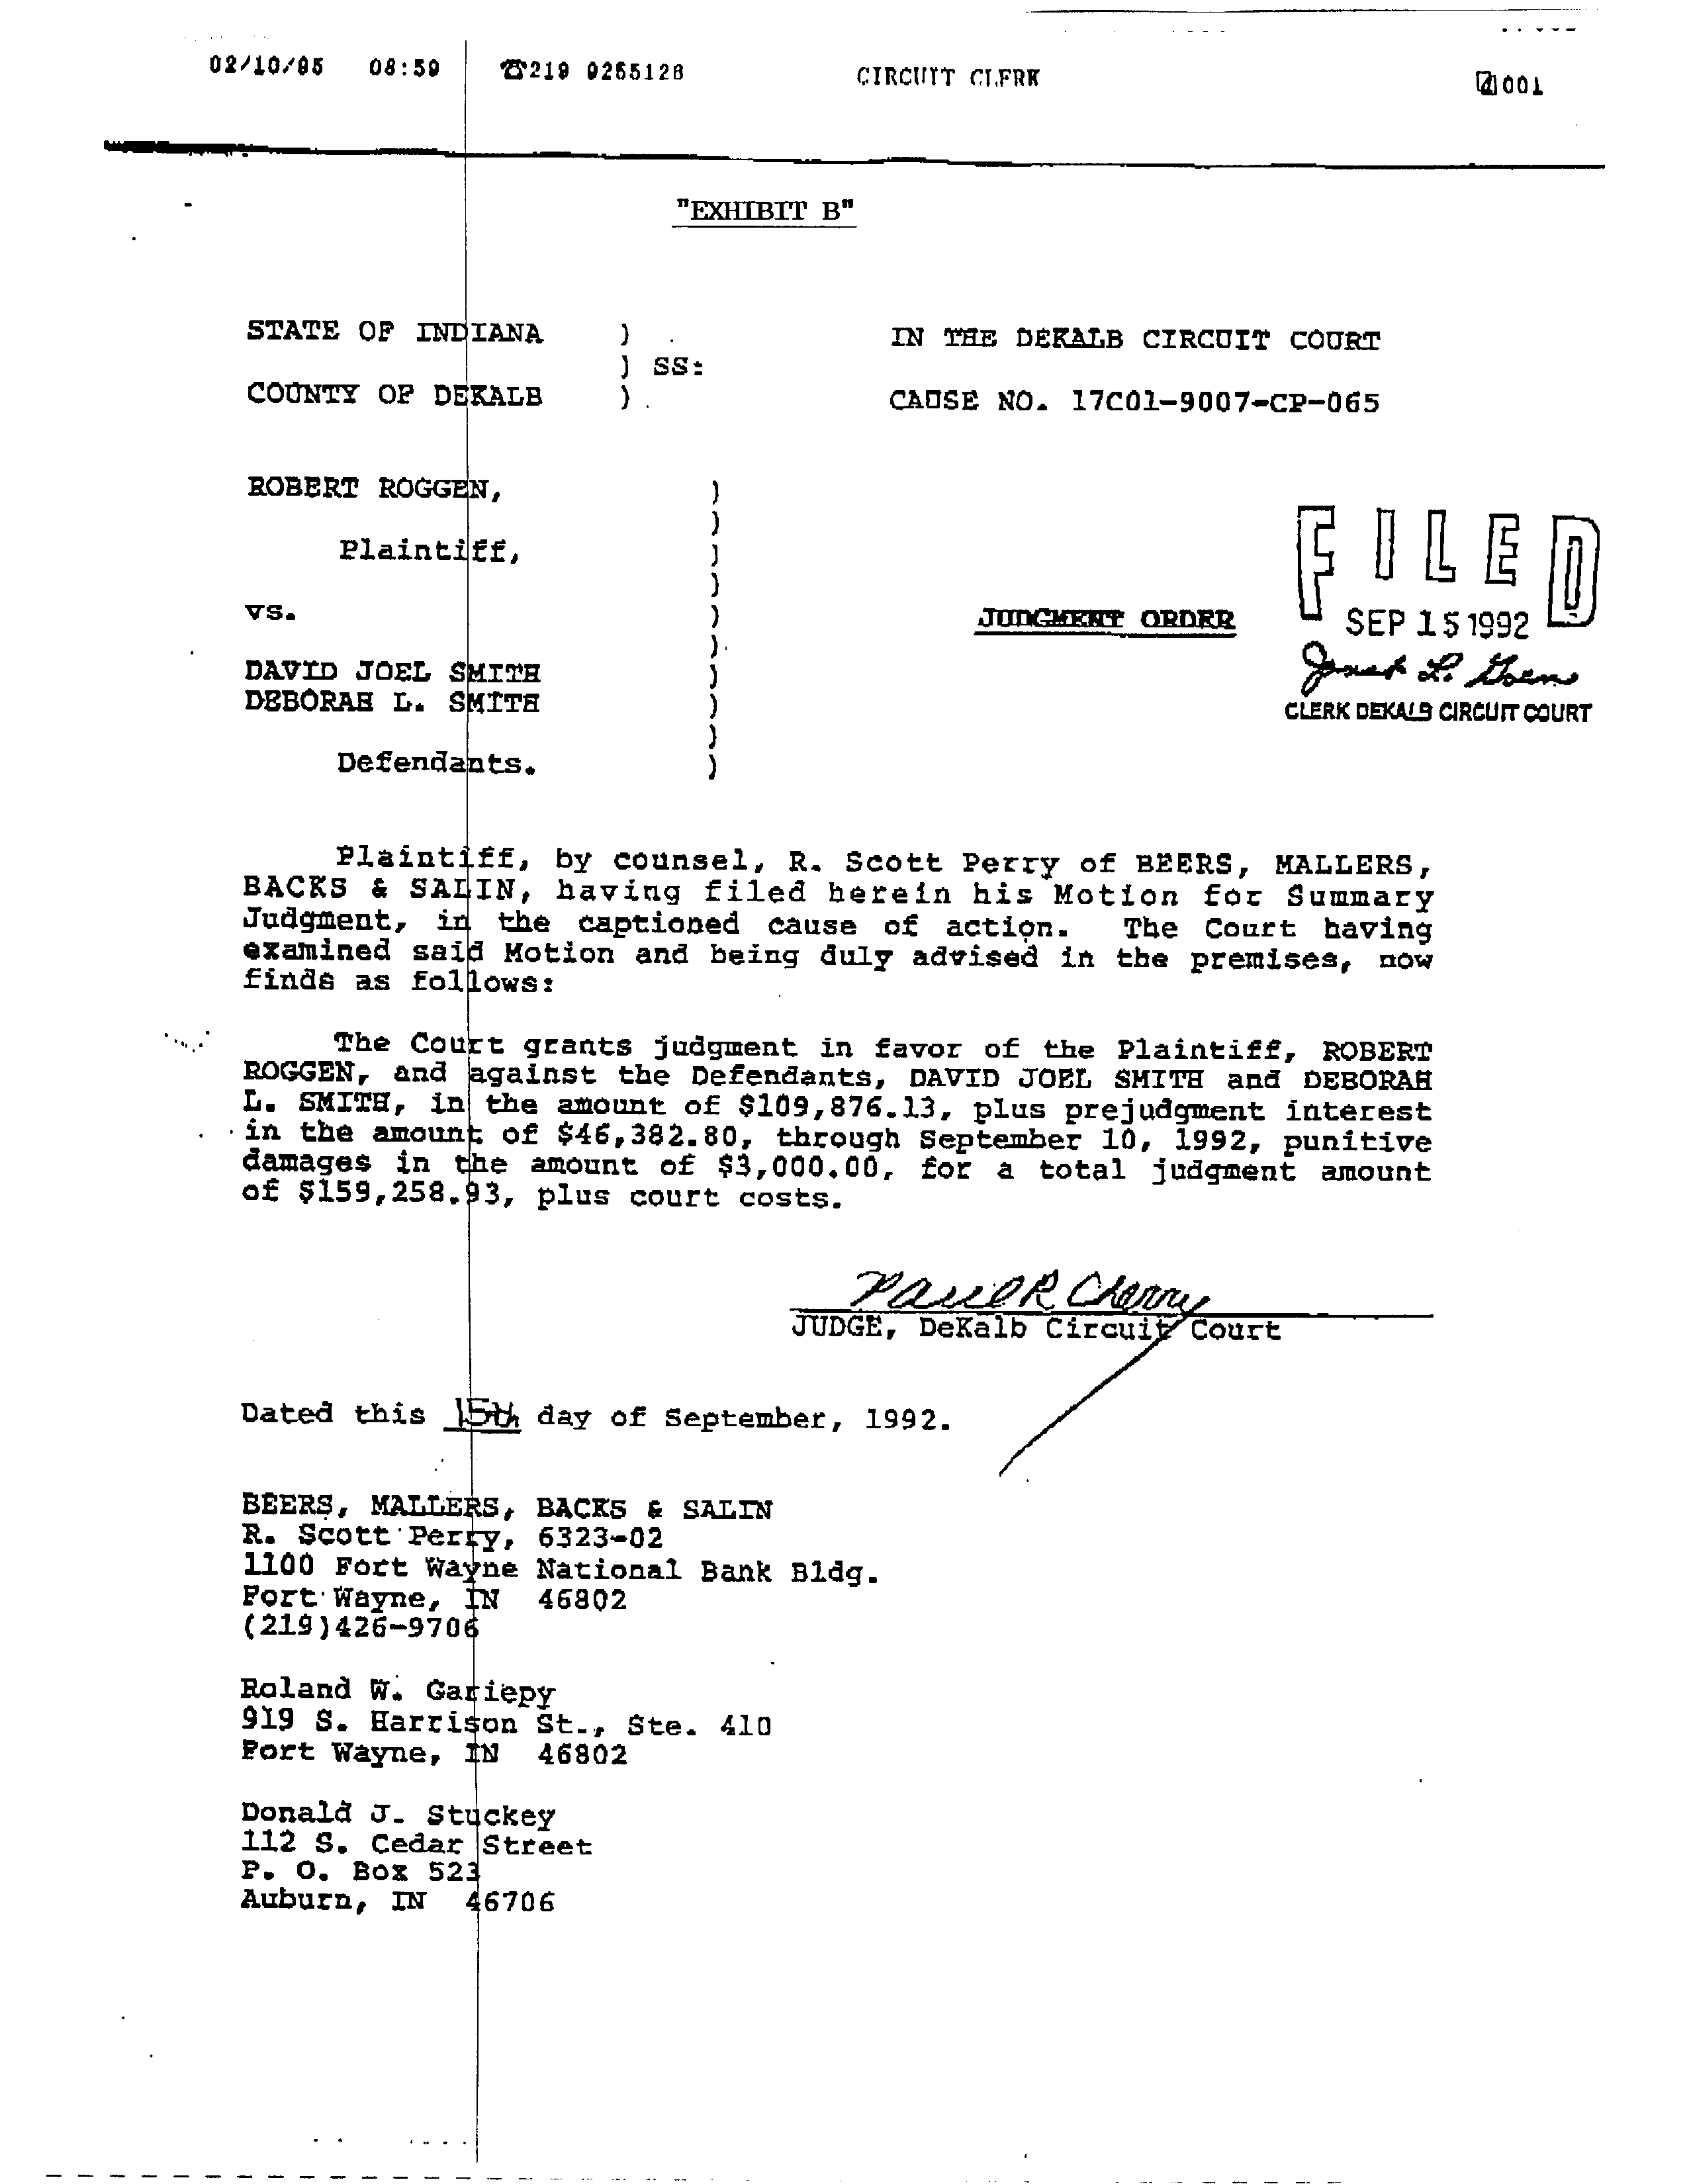 02/10/95 08:59 ☎219 9255126 CIRCUIT CLERK 001
"EXHIBIT B"
STATE OF INDIANA ) IN THE DEKALB CIRCUIT COURT
) SS:
COUNTY OF DEKALB ) CAUSE NO. 17C01-9007-CP-065
ROBERT ROGGEN, )
)
Plaintiff, )
)
vs. ) JUDGMENT ORDER
)
DAVID JOEL SMITH )
DEBORAH L. SMITH )
)
Defendants. )
FILED
SEP 15 1992
CLERK DEKALB CIRCUIT COURT
Plaintiff, by counsel, R. Scott Perry of BEERS, MALLERS,
BACKS & SALIN, having filed herein his Motion for Summary
Judgment, in the captioned cause of action. The Court having
examined said Motion and being duly advised in the premises, now
finds as follows:
The Court grants judgment in favor of the Plaintiff, ROBERT
ROGGEN, and against the Defendants, DAVID JOEL SMITH and DEBORAH
L. SMITH, in the amount of $109,876.13, plus prejudgment interest
in the amount of $46,382.80, through September 10, 1992, punitive
damages in the amount of $3,000.00, for a total judgment amount
of $159,258.93, plus court costs.
Paul R Cherry
JUDGE, DeKalb Circuit Court
Dated this 15th day of September, 1992.
BEERS, MALLERS, BACKS & SALIN
R. Scott Perry, 6323-02
1100 Fort Wayne National Bank Bldg.
Fort Wayne, IN 46802
(219)426-9706
Roland W. Gariepy
919 S. Harrison St., Ste. 410
Fort Wayne, IN 46802
Donald J. Stuckey
112 S. Cedar Street
P. O. Box 523
Auburn, IN 46706